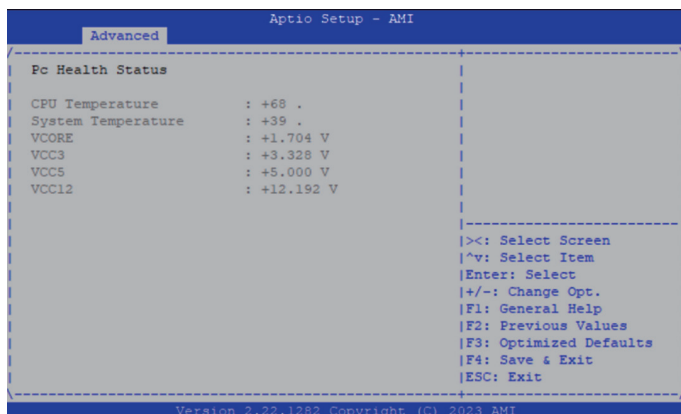 Aptio Setup - AMI
Advanced
Pc Health Status
CPU Temperature : +68 .
System Temperature : +39 .
VCORE : +1.704 V
VCC3 : +3.328 V
VCC5 : +5.000 V
VCC12 : +12.192 V
><: Select Screen
^v: Select Item
Enter: Select
+/-: Change Opt.
F1: General Help
F2: Previous Values
F3: Optimized Defaults
F4: Save & Exit
ESC: Exit
Version 2.22.1282 Copyright (C) 2023 AMI